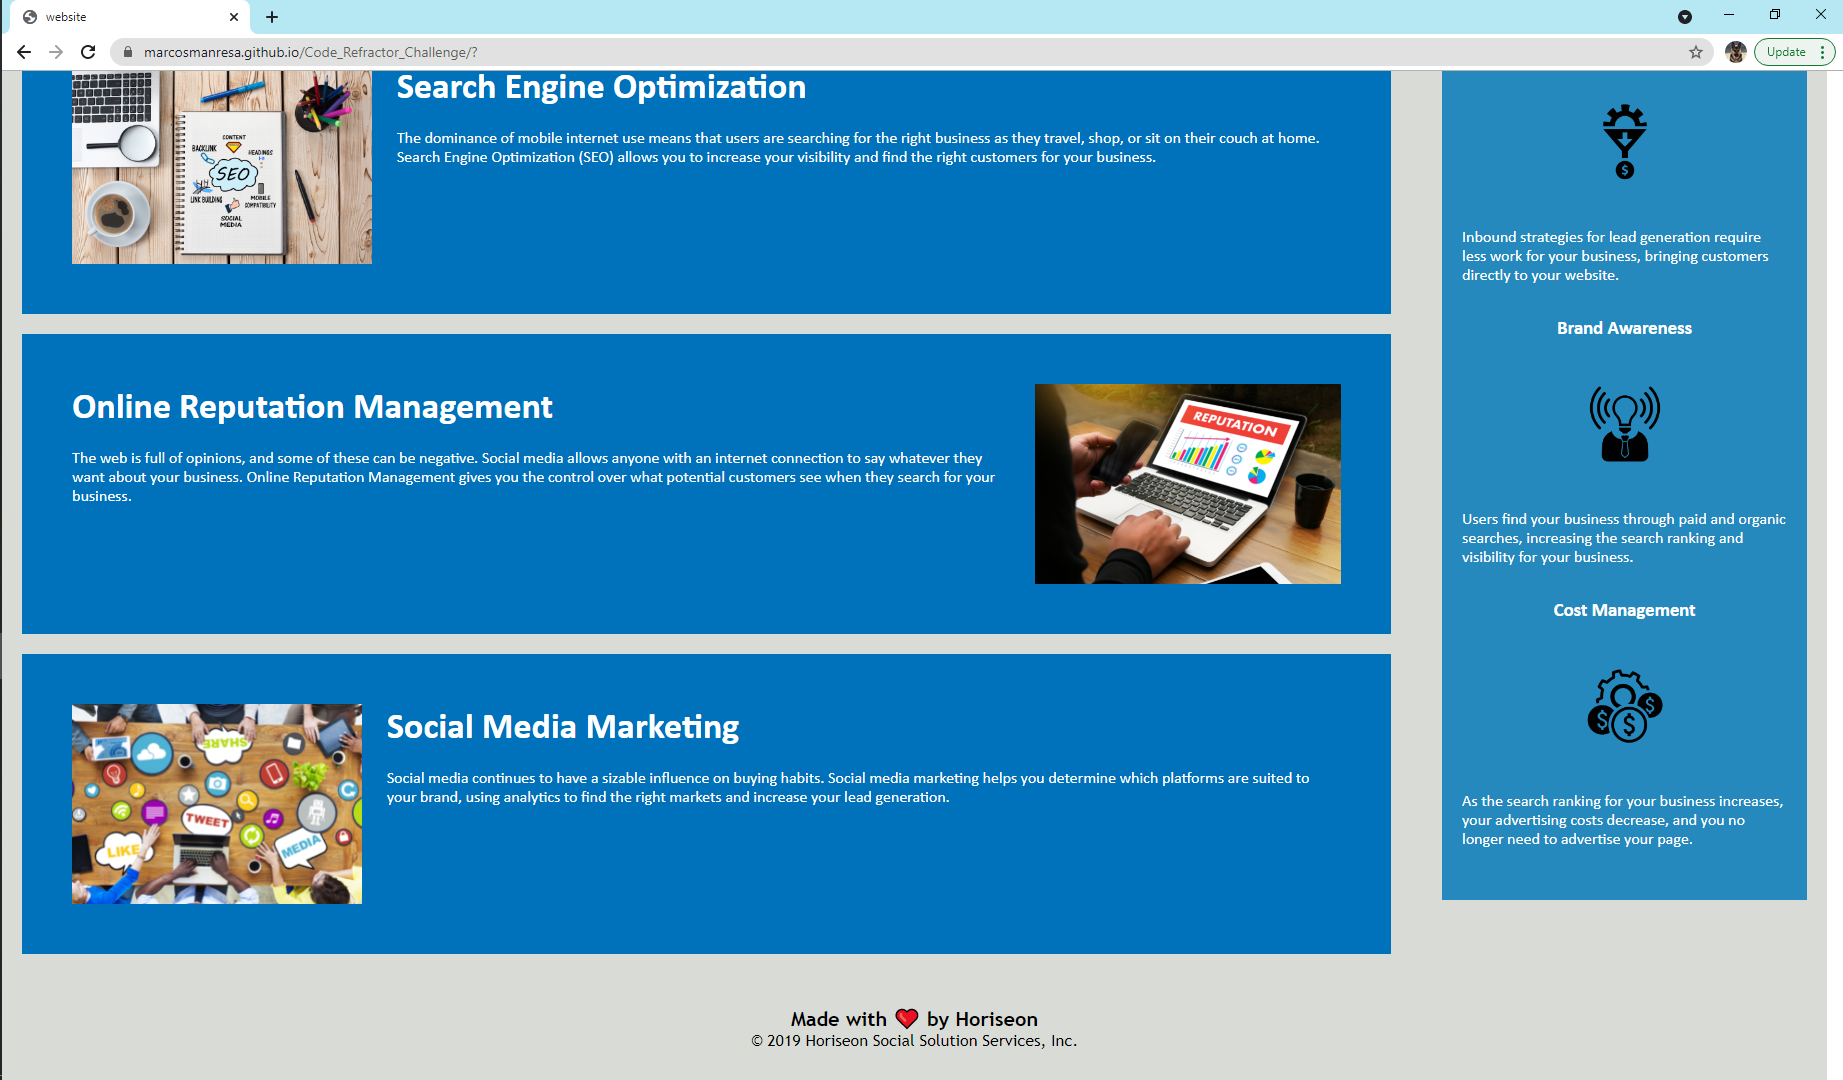 website
marcosmanresa.github.io/Code_Refractor_Challenge/?
Update
CONTENT
BACKLINK
HEADINGS
SEO
LINK BUILDING
MOBILE
COMPATIBILITY
SOCIAL
MEDIA
Search Engine Optimization
The dominance of mobile internet use means that users are searching for the right business as they travel, shop, or sit on their couch at home.
Search Engine Optimization (SEO) allows you to increase your visibility and find the right customers for your business.
Online Reputation Management
The web is full of opinions, and some of these can be negative. Social media allows anyone with an internet connection to say whatever they
want about your business. Online Reputation Management gives you the control over what potential customers see when they search for your
business.
REPUTATION
SHARE
TWEET
LIKE
MEDIA
Social Media Marketing
Social media continues to have a sizable influence on buying habits. Social media marketing helps you determine which platforms are suited to
your brand, using analytics to find the right markets and increase your lead generation.
$
Inbound strategies for lead generation require
less work for your business, bringing customers
directly to your website.
Brand Awareness
Users find your business through paid and organic
searches, increasing the search ranking and
visibility for your business.
Cost Management
$ $ $
As the search ranking for your business increases,
your advertising costs decrease, and you no
longer need to advertise your page.
Made with ❤️ by Horiseon
© 2019 Horiseon Social Solution Services, Inc.